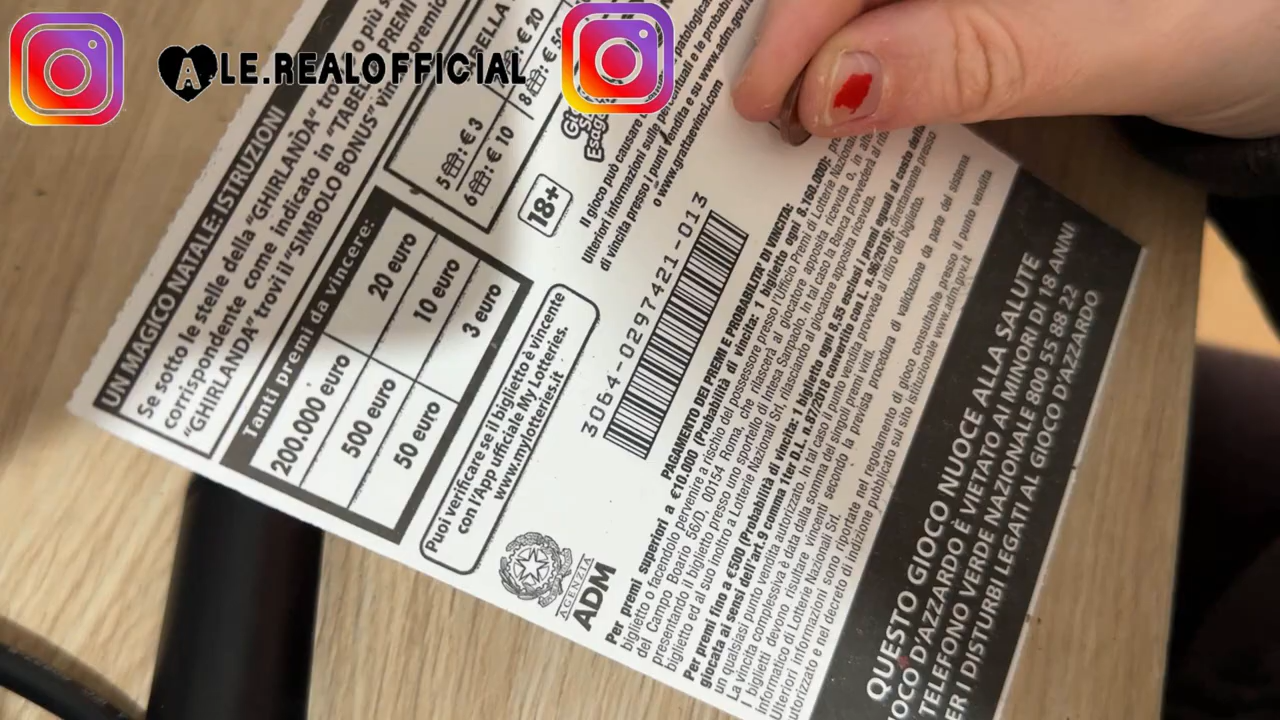 ALE.REALOFFICIAL
UN MAGICO NATALE: ISTRUZIONI
Se sotto le stelle della "GHIRLANDA" trovi o più s
corrispondente come indicato in "TABELLA PREMI
"GHIRLANDA" trovi il "SIMBOLO BONUS" vinci premio
Tanti premi da vincere:
200.000 euro 20 euro
500 euro 10 euro
50 euro 3 euro
5 : € 3
: € 20
6 : € 10
8 : € 50
18+
Il gioco può causare patologica
Ulteriori informazioni sulle percentuali e le probabili
di vincita presso i punti vendita e su www.adm.gov.it
o www.grattaevinci.com
Puoi verificare se il biglietto è vincente
con l'App ufficiale My Lotteries.
www.mylotteries.it
3064-0297421-013
AGENZIA
ADM
PAGAMENTO DEI PREMI E PROBABILITA' DI VINCITA:
Per premi superiori a €10.000 (Probabilità di vincita: 1 biglietto ogni 8.160.000):
biglietto o facendolo pervenire a rischio del possessore presso l'Ufficio Premi di Lotterie Nazionali
del Campo Boario 56/D, 00154 Roma, che rilascerà al giocatore apposita ricevuta o, in
presentando il biglietto presso uno sportello di Intesa Sanpaolo. In tal caso la Banca provvederà al
biglietto ed al suo inoltro a Lotterie Nazionali Srl, rilasciando al giocatore apposita ricevuta.
Per premi fino a €500 (Probabilità di vincita: 1 biglietto ogni 8,55 esclusi i premi eguali al costo della
giocata ai sensi dell'art.9 comma 1ter D.L. n.87/2018 convertito con L. n.96/2018): direttamente presso
un qualsiasi punto vendita autorizzato. In tal caso il punto vendita provvede al ritiro del biglietto.
La vincita complessiva è data dalla somma dei singoli premi vinti.
I biglietti devono risultare vincenti secondo la prevista procedura di validazione da parte del sistema
informatico di Lotterie Nazionali Srl.
Ulteriori informazioni sono riportate nel regolamento di gioco consultabile presso il punto vendita
autorizzato e nel decreto di indizione pubblicato sul sito istituzionale www.adm.gov.it
QUESTO GIOCO NUOCE ALLA SALUTE
IOCO D'AZZARDO È VIETATO AI MINORI DI 18 ANNI
TELEFONO VERDE NAZIONALE 800 55 88 22
ER I DISTURBI LEGATI AL GIOCO D'AZZARDO